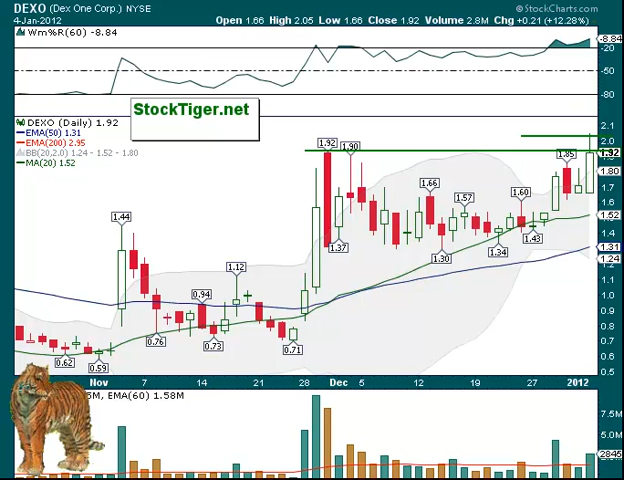 DEXO (Dex One Corp.) NYSE
© StockCharts.com
4-Jan-2012
Open 1.66 High 2.05 Low 1.66 Close 1.92 Volume 2.8M Chg +0.21 (+12.28%)
Wm%R(60) -8.84
-8.84
-20
-50
-80
StockTiger.net
DEXO (Daily) 1.92
EMA(50) 1.31
EMA(200) 2.95
BB(20,2.0) 1.24 - 1.52 - 1.80
MA(20) 1.52
2.1
2.0
1.92
1.80
1.7
1.6
1.52
1.4
1.31
1.24
1.1
1.0
0.9
0.8
0.7
0.6
0.5
1.92
1.90
1.85
1.66
1.57
1.60
1.44
1.37
1.30
1.34
1.43
1.12
0.94
0.76
0.73
0.71
0.62
0.59
Nov 7 14 21 28 Dec 5 12 19 27 2012
5M, EMA(60) 1.58M
7.5M
5.0M
2845